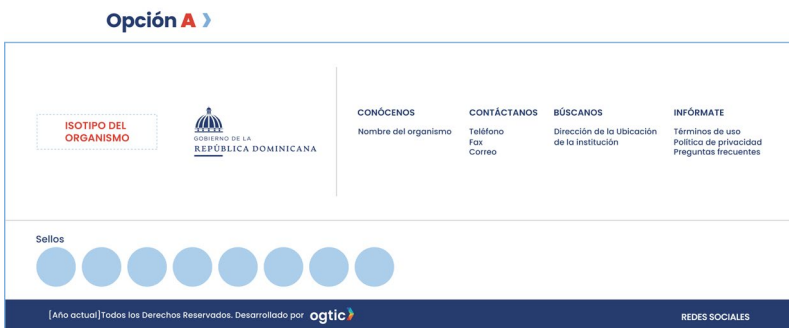 Opción A
ISOTIPO DEL
ORGANISMO
GOBIERNO DE LA
REPÚBLICA DOMINICANA
CONÓCENOS
Nombre del organismo
CONTÁCTANOS
Teléfono
Fax
Correo
BÚSCANOS
Dirección de la Ubicación
de la institución
INFÓRMATE
Términos de uso
Política de privacidad
Preguntas frecuentes
Sellos
[Año actual]Todos los Derechos Reservados. Desarrollado por ogtic
REDES SOCIALES